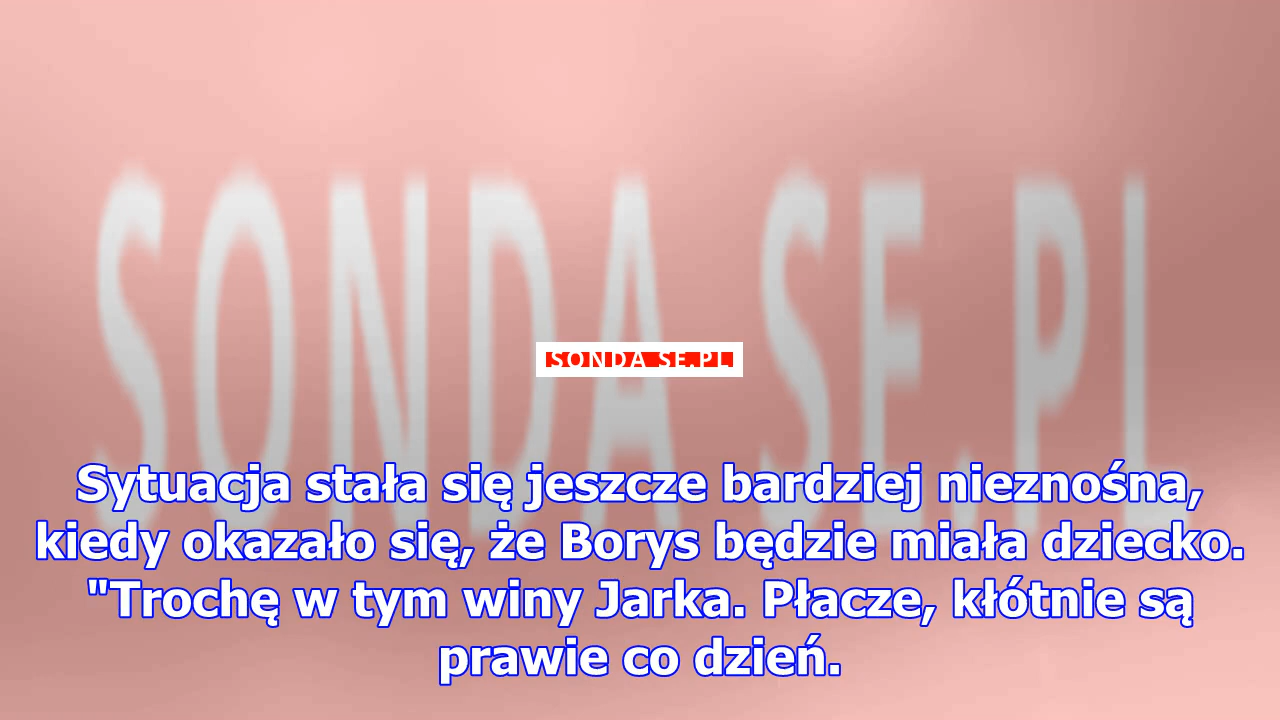 SONDA SE.PL
SONDA SE.PL
Sytuacja stała się jeszcze bardziej nieznośna,
kiedy okazało się, że Borys będzie miała dziecko.
"Trochę w tym winy Jarka. Płacze, kłótnie są
prawie co dzień.